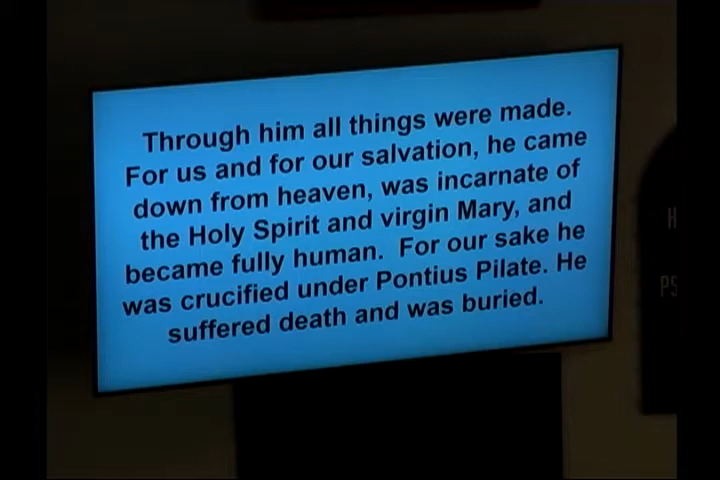 Through him all things were made.
For us and for our salvation, he came
down from heaven, was incarnate of
the Holy Spirit and virgin Mary, and
became fully human. For our sake he
was crucified under Pontius Pilate. He
suffered death and was buried.
H
PS